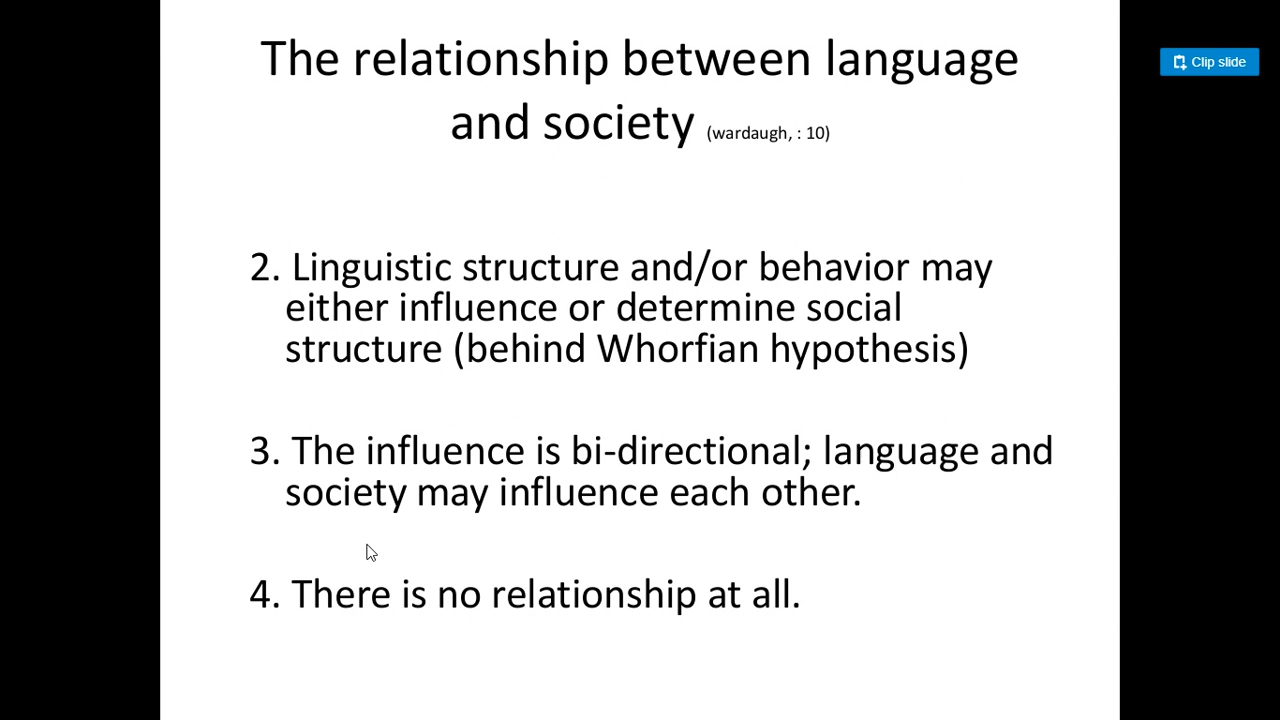 The relationship between language
and society (wardaugh, : 10)
Clip slide
2. Linguistic structure and/or behavior may
either influence or determine social
structure (behind Whorfian hypothesis)
3. The influence is bi-directional; language and
society may influence each other.
4. There is no relationship at all.